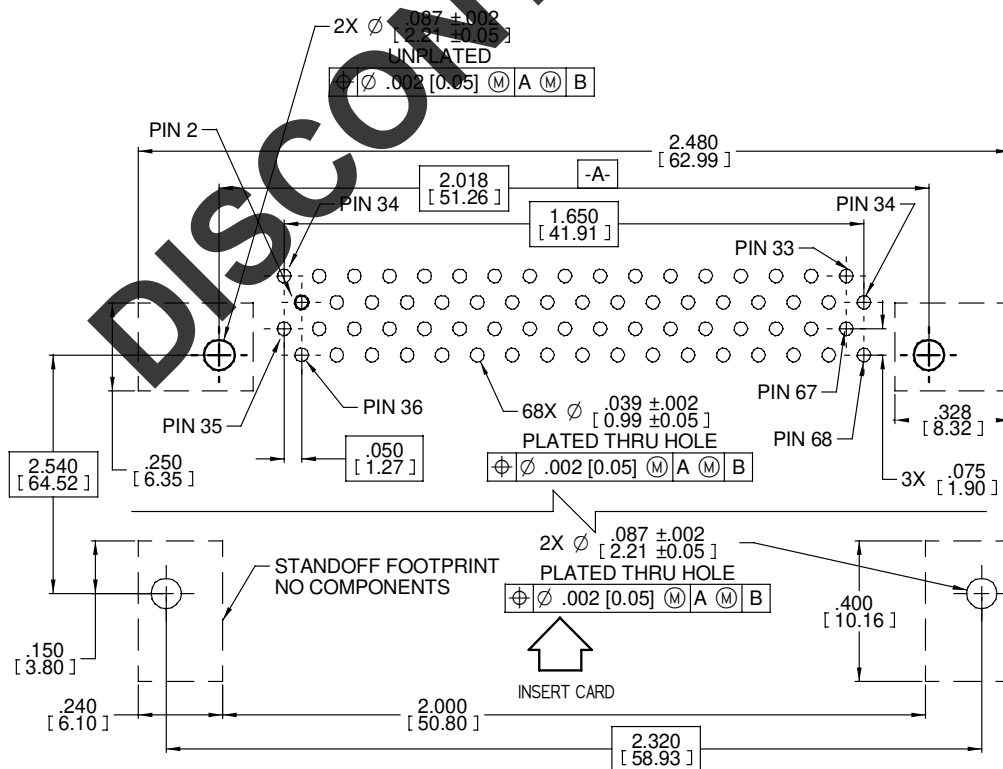 DISCON
2X Ø .087 ±.002
[ 2.21 ±0.05 ]
UNPLATED
⌖ Ø .002 [0.05] Ⓜ A Ⓜ B
PIN 2
2.480
[ 62.99 ]
2.018
[ 51.26 ]
-A-
PIN 34
1.650
[ 41.91 ]
PIN 34
PIN 33
PIN 35
PIN 36
68X Ø .039 ±.002
[ 0.99 ±0.05 ]
PLATED THRU HOLE
⌖ Ø .002 [0.05] Ⓜ A Ⓜ B
PIN 67
PIN 68
.328
[ 8.32 ]
2.540
[ 64.52 ]
.250
[ 6.35 ]
.050
[ 1.27 ]
3X .075
[ 1.90 ]
2X Ø .087 ±.002
[ 2.21 ±0.05 ]
PLATED THRU HOLE
⌖ Ø .002 [0.05] Ⓜ A Ⓜ B
STANDOFF FOOTPRINT
NO COMPONENTS
.400
[ 10.16 ]
.150
[ 3.80 ]
INSERT CARD
.240
[ 6.10 ]
2.000
[ 50.80 ]
2.320
[ 58.93 ]